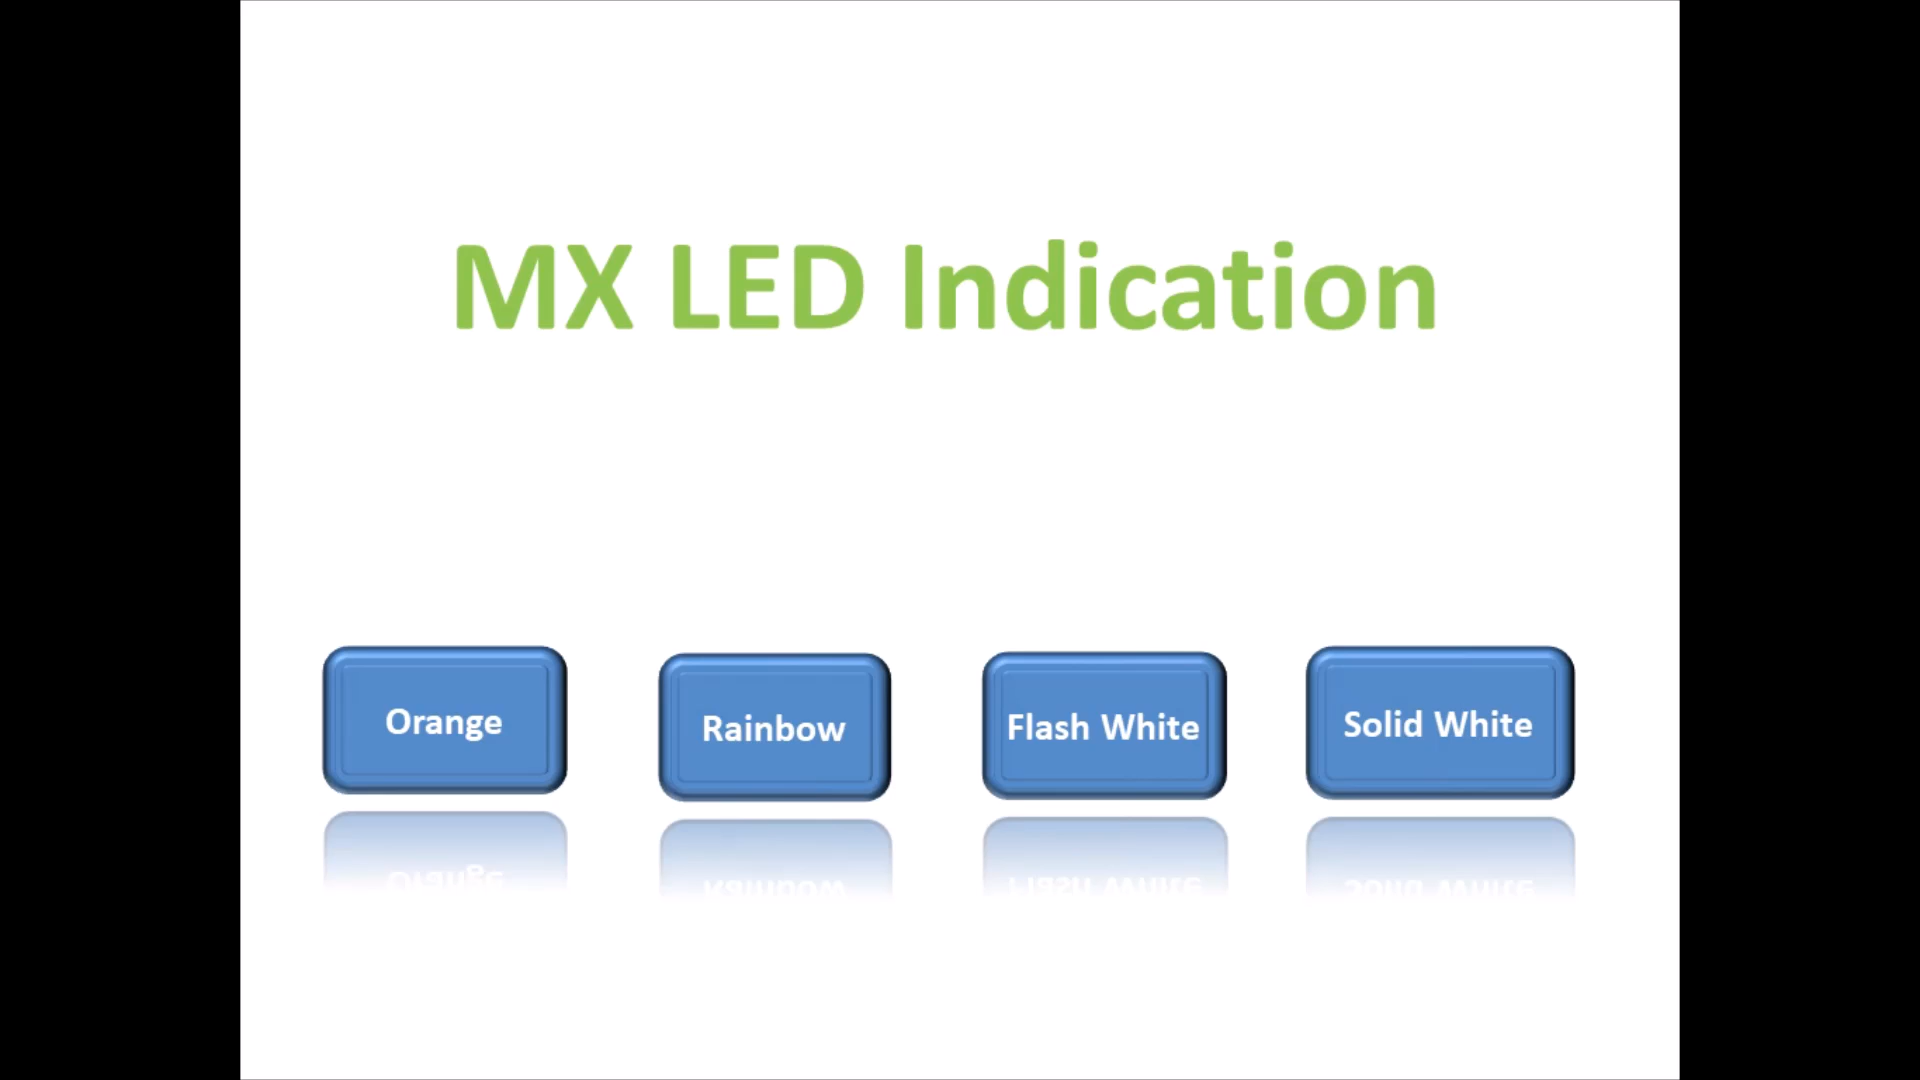 MX LED Indication
Orange
Rainbow
Flash White
Solid White